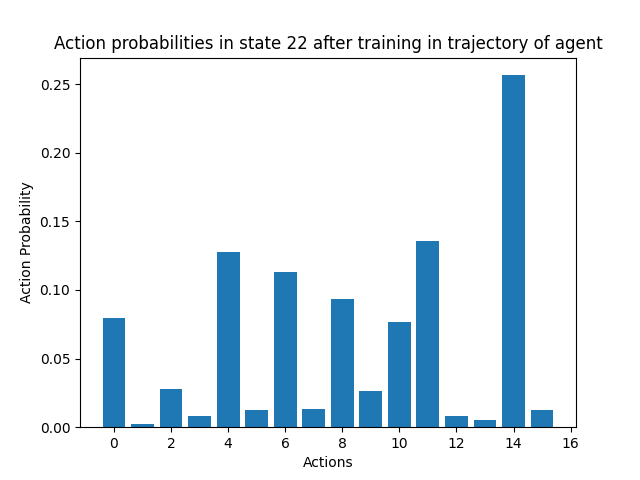 Action probabilities in state 22 after training in trajectory of agent
0.25
0.20
0.15
0.10
0.05
0.00
Action Probability
0 2 4 6 8 10 12 14 16
Actions